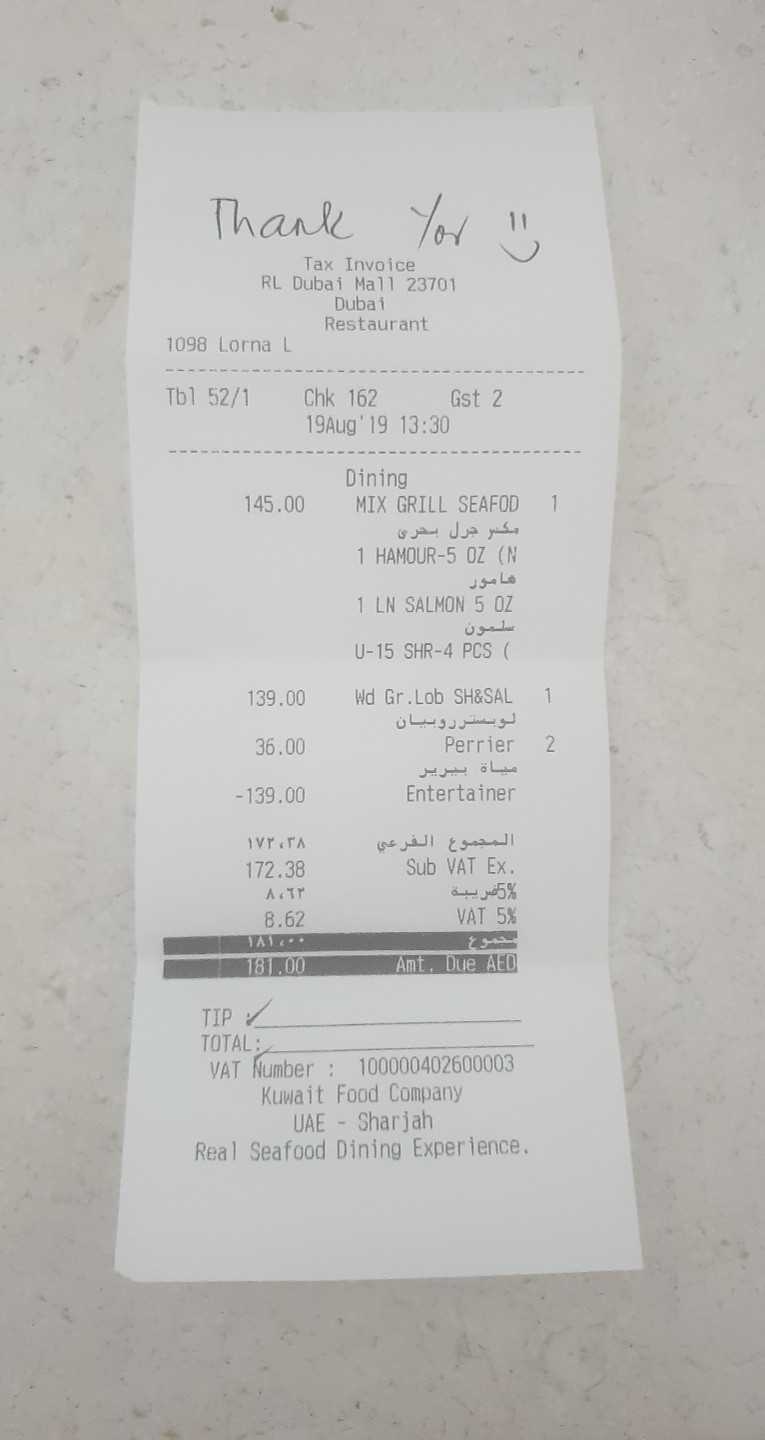 Thank You
Tax Invoice
RL Dubai Mall 23701
Dubai
Restaurant
1098 Lorna L
Tbl 52/1 Chk 162 Gst 2
19Aug'19 13:30
Dining
145.00 MIX GRILL SEAFOD 1
مكس جرل بحري
1 HAMOUR-5 OZ (N
هامور
1 LN SALMON 5 OZ
سلمون
U-15 SHR-4 PCS (
139.00 Wd Gr.Lob SH&SAL 1
لوبسترروبيان
36.00 Perrier 2
مياة بيرير
-139.00 Entertainer
١٧٢،٣٨ المجموع الفرعي
172.38 Sub VAT Ex.
٨،٦٢ ضريبة5%
8.62 VAT 5%
١٨١،٠٠ مجموع
181.00 Amt. Due AED
TIP :
TOTAL:
VAT Number : 100000402600003
Kuwait Food Company
UAE - Sharjah
Real Seafood Dining Experience.